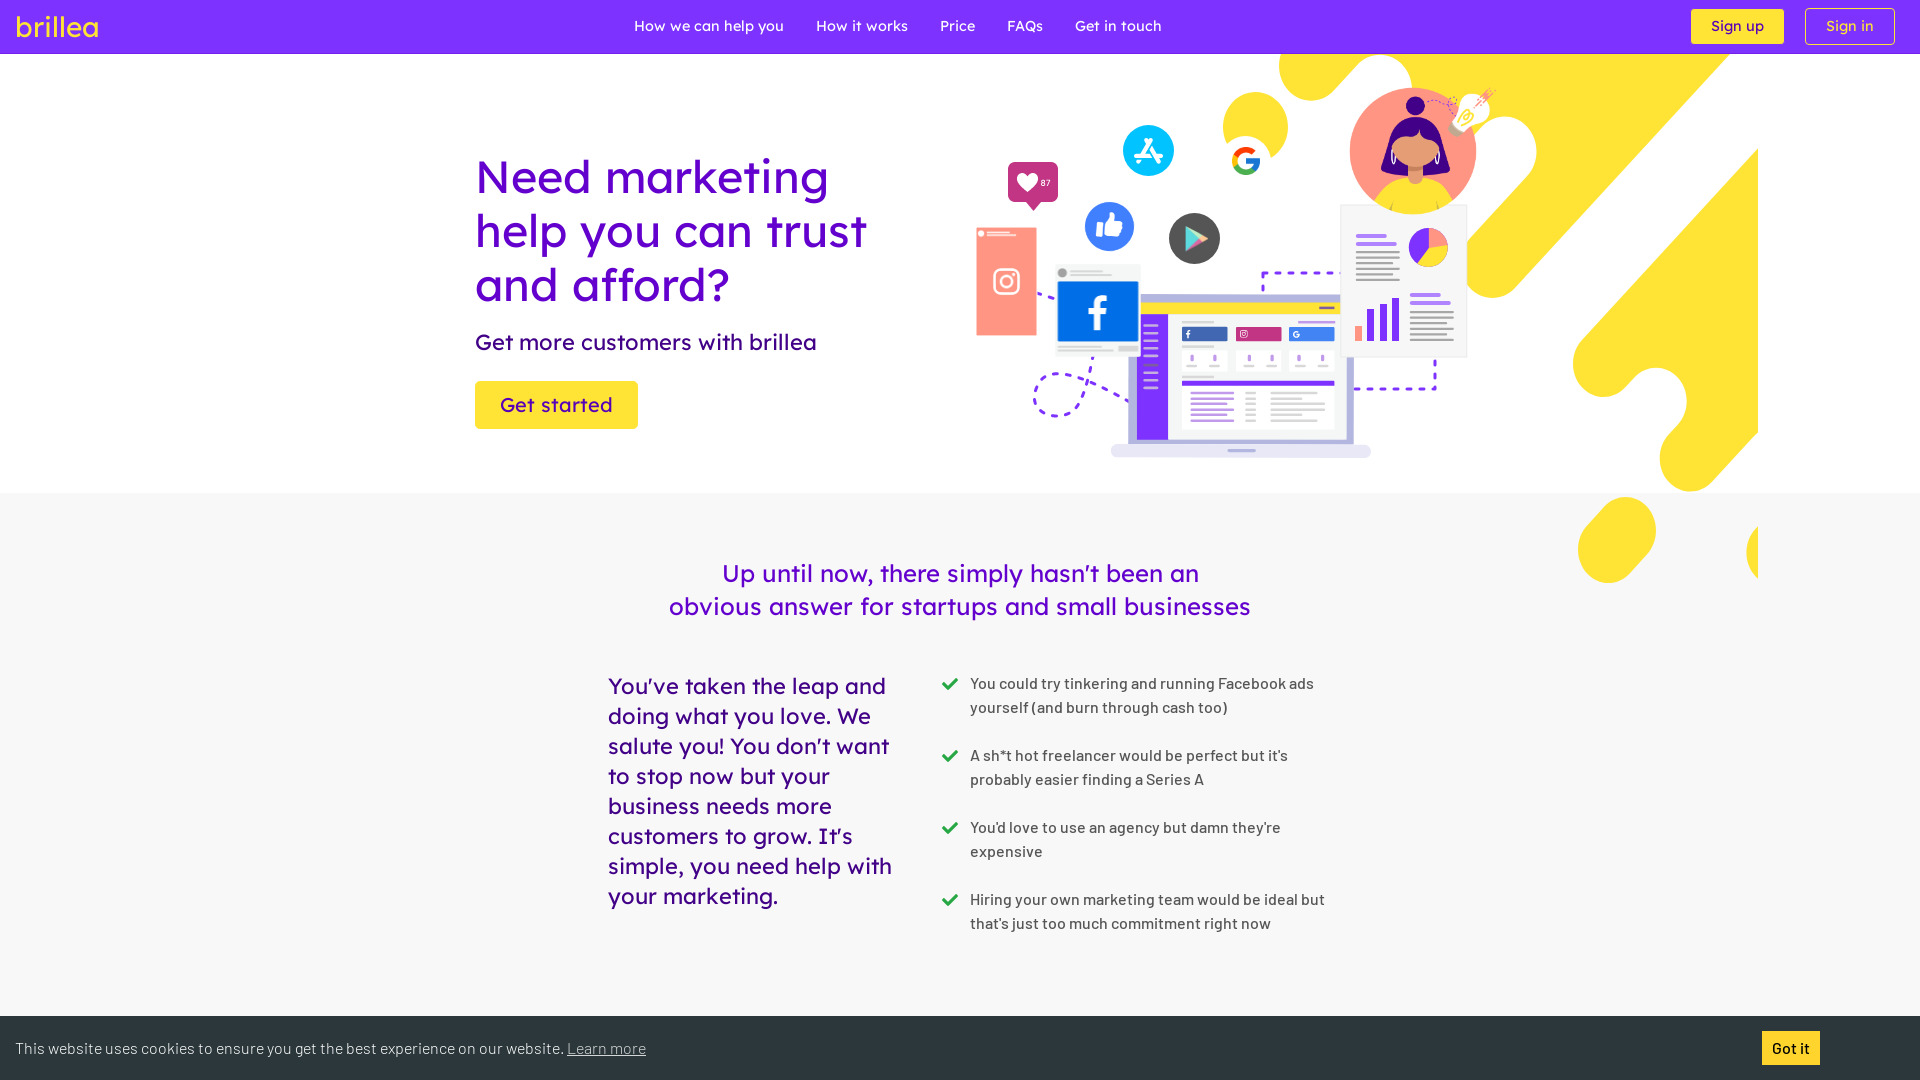 brillea
How we can help you
How it works
Price
FAQs
Get in touch
Sign up
Sign in
Need marketing
help you can trust
and afford?
Get more customers with brillea
Get started
87
Up until now, there simply hasn't been an
obvious answer for startups and small businesses
You've taken the leap and
doing what you love. We
salute you! You don't want
to stop now but your
business needs more
customers to grow. It's
simple, you need help with
your marketing.
You could try tinkering and running Facebook ads
yourself (and burn through cash too)
A sh*t hot freelancer would be perfect but it's
probably easier finding a Series A
You'd love to use an agency but damn they're
expensive
Hiring your own marketing team would be ideal but
that's just too much commitment right now
This website uses cookies to ensure you get the best experience on our website. Learn more
Got it